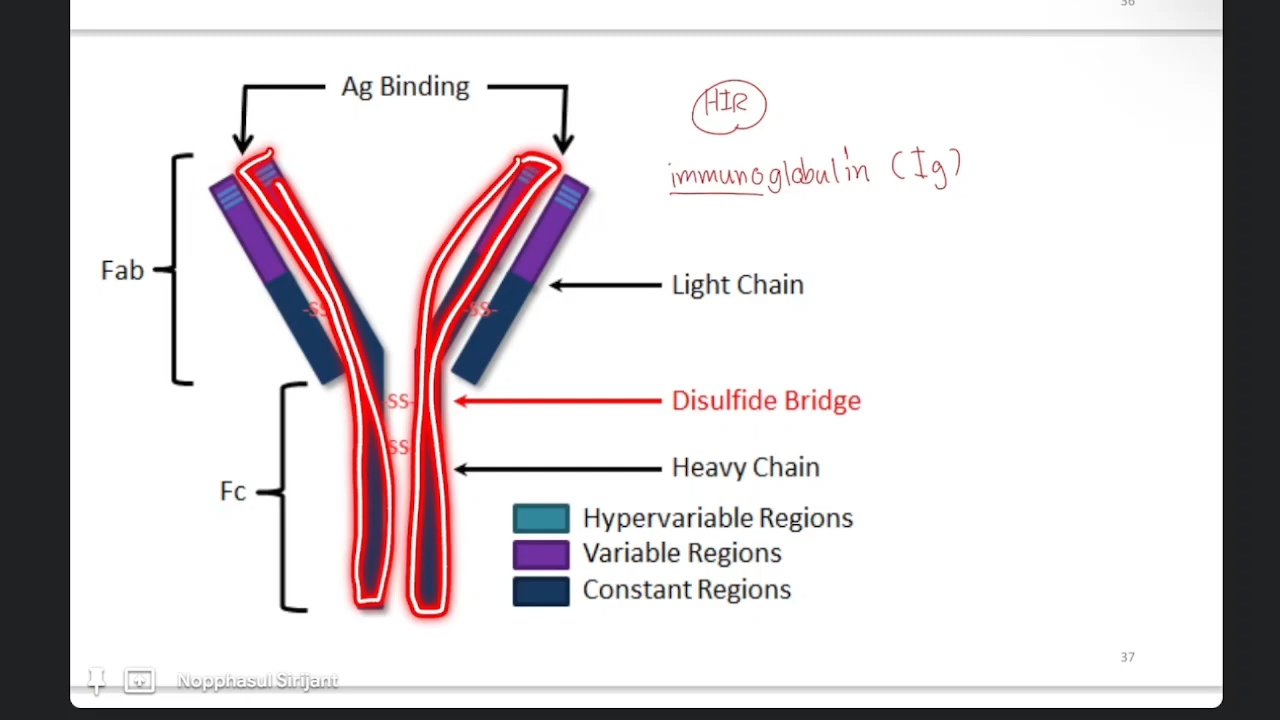 36
Ag Binding
HIR
immunoglobulin (Ig)
Fab
-SS-
-SS-
Light Chain
-SS-
Disulfide Bridge
SS
Heavy Chain
Fc
Hypervariable Regions
Variable Regions
Constant Regions
37
Nopphasul Sirijant